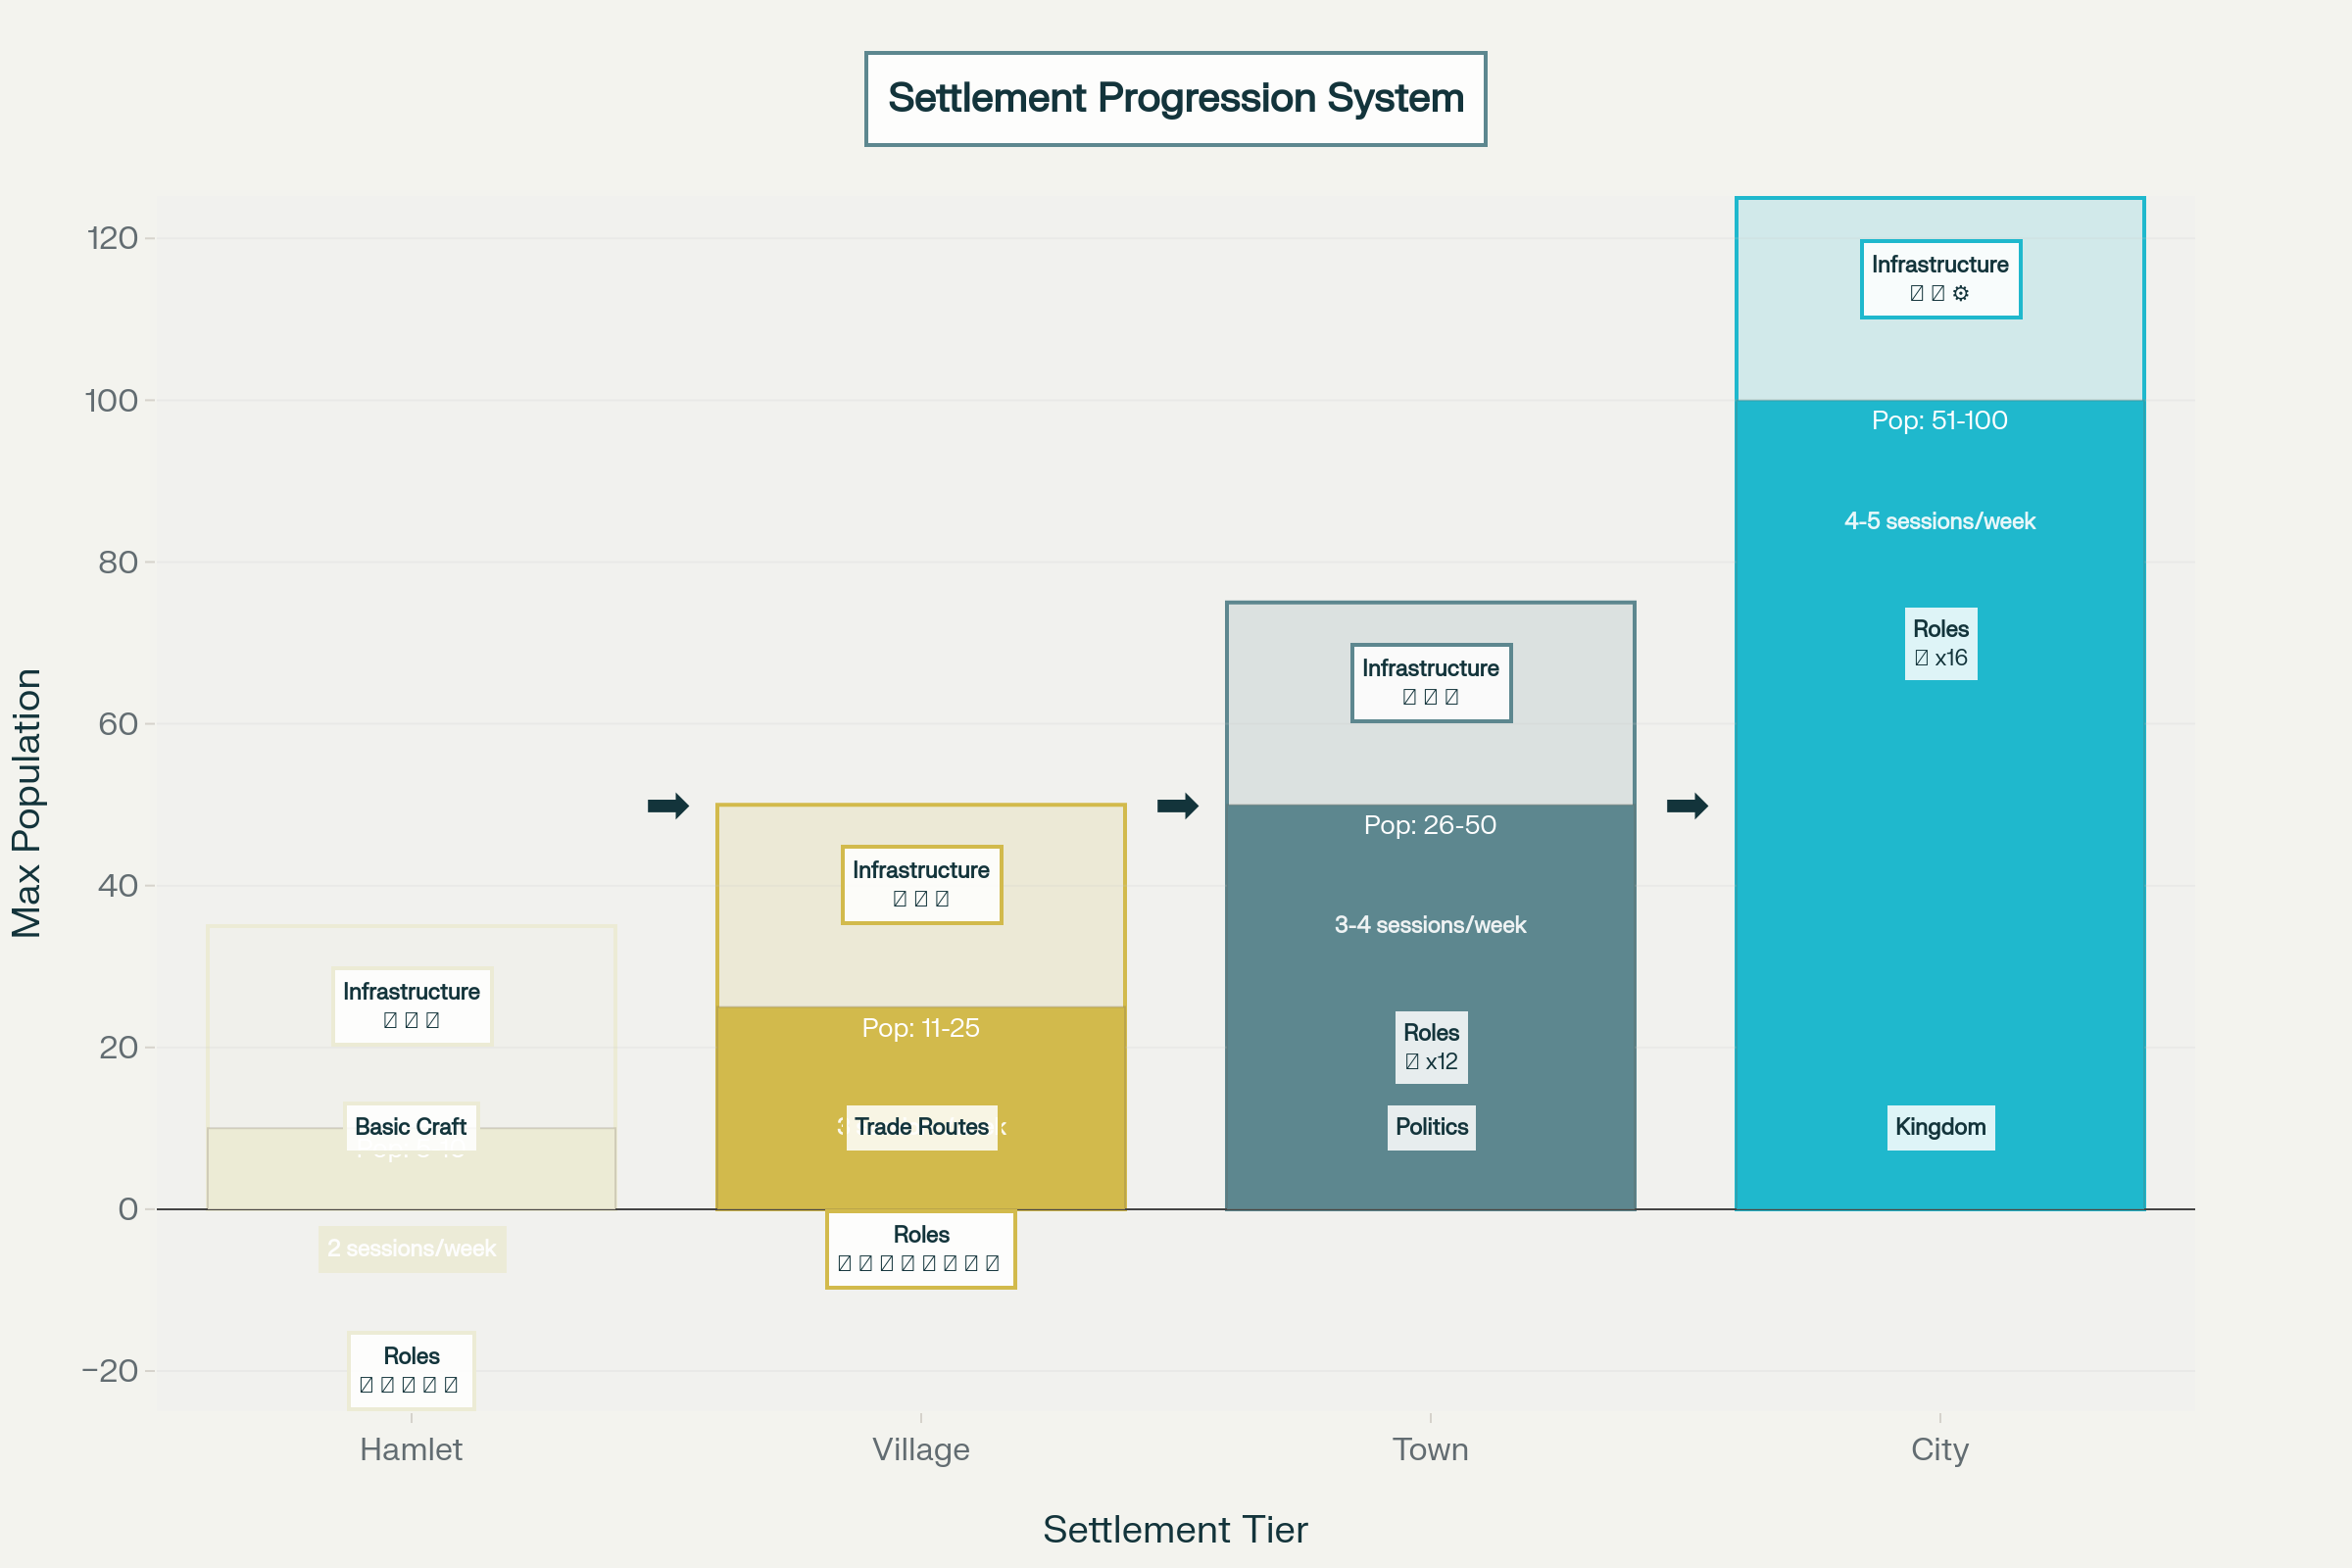 Settlement Progression System
Max Population
120
100
80
60
40
20
0
−20
Infrastructure
Basic Craft
2 sessions/week
Roles
Hamlet
Infrastructure
Pop: 11-25
Trade Routes
Roles
Village
Infrastructure
Pop: 26-50
3-4 sessions/week
Roles
x12
Politics
Town
Infrastructure
⚙
Pop: 51-100
4-5 sessions/week
Roles
x16
Kingdom
City
Settlement Tier